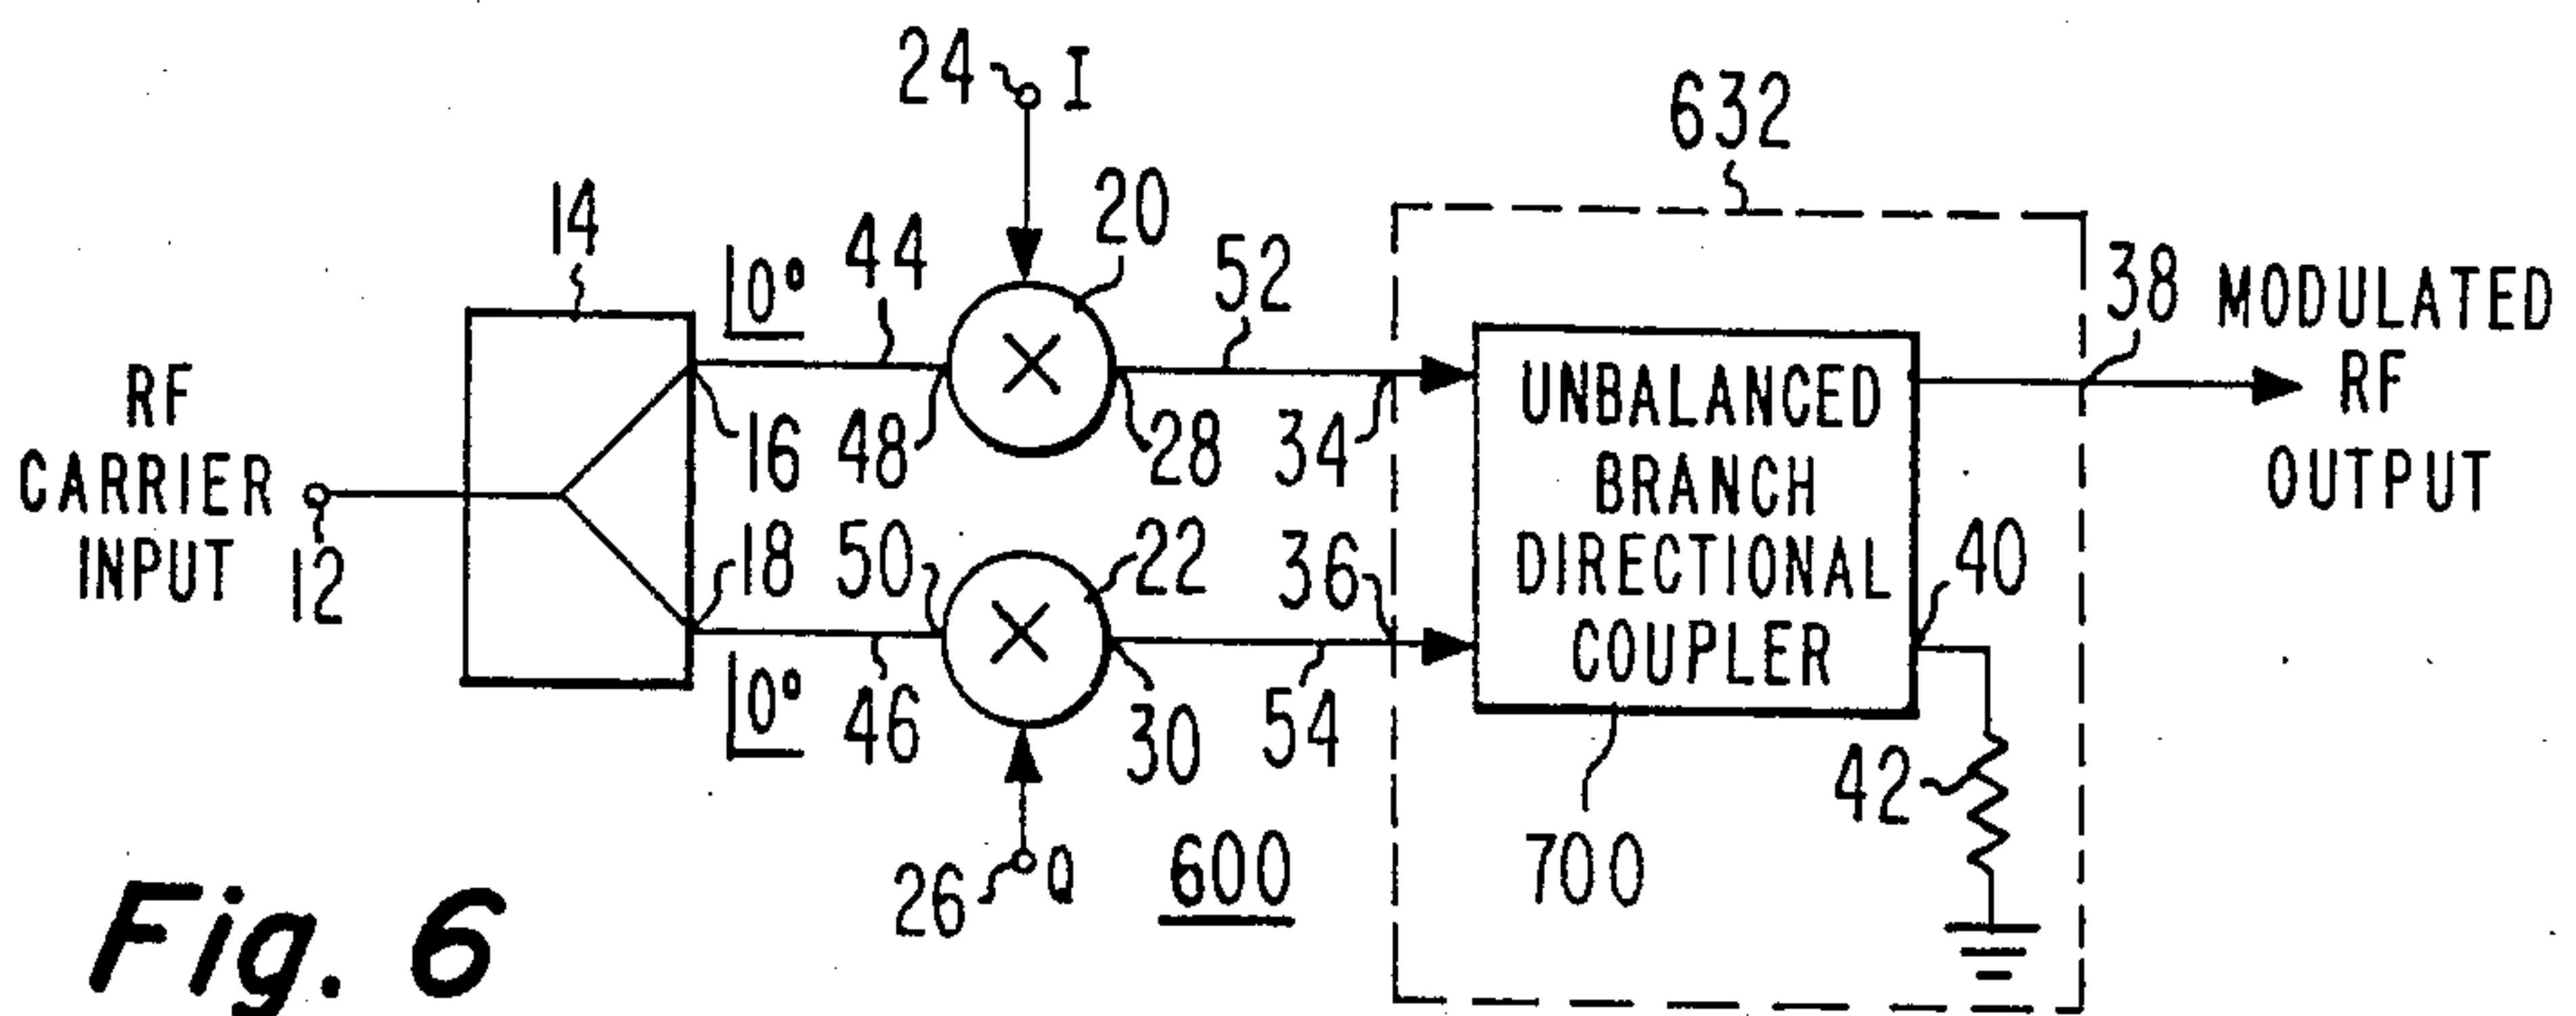 24 I
632
14
0°
44
20
52
38
MODULATED
RF
OUTPUT
RF
CARRIER
INPUT
12
16
48
28
34
UNBALANCED
BRANCH
DIRECTIONAL
COUPLER
18
50
22
36
40
0°
46
30
54
42
26
Q
600
700
Fig. 6